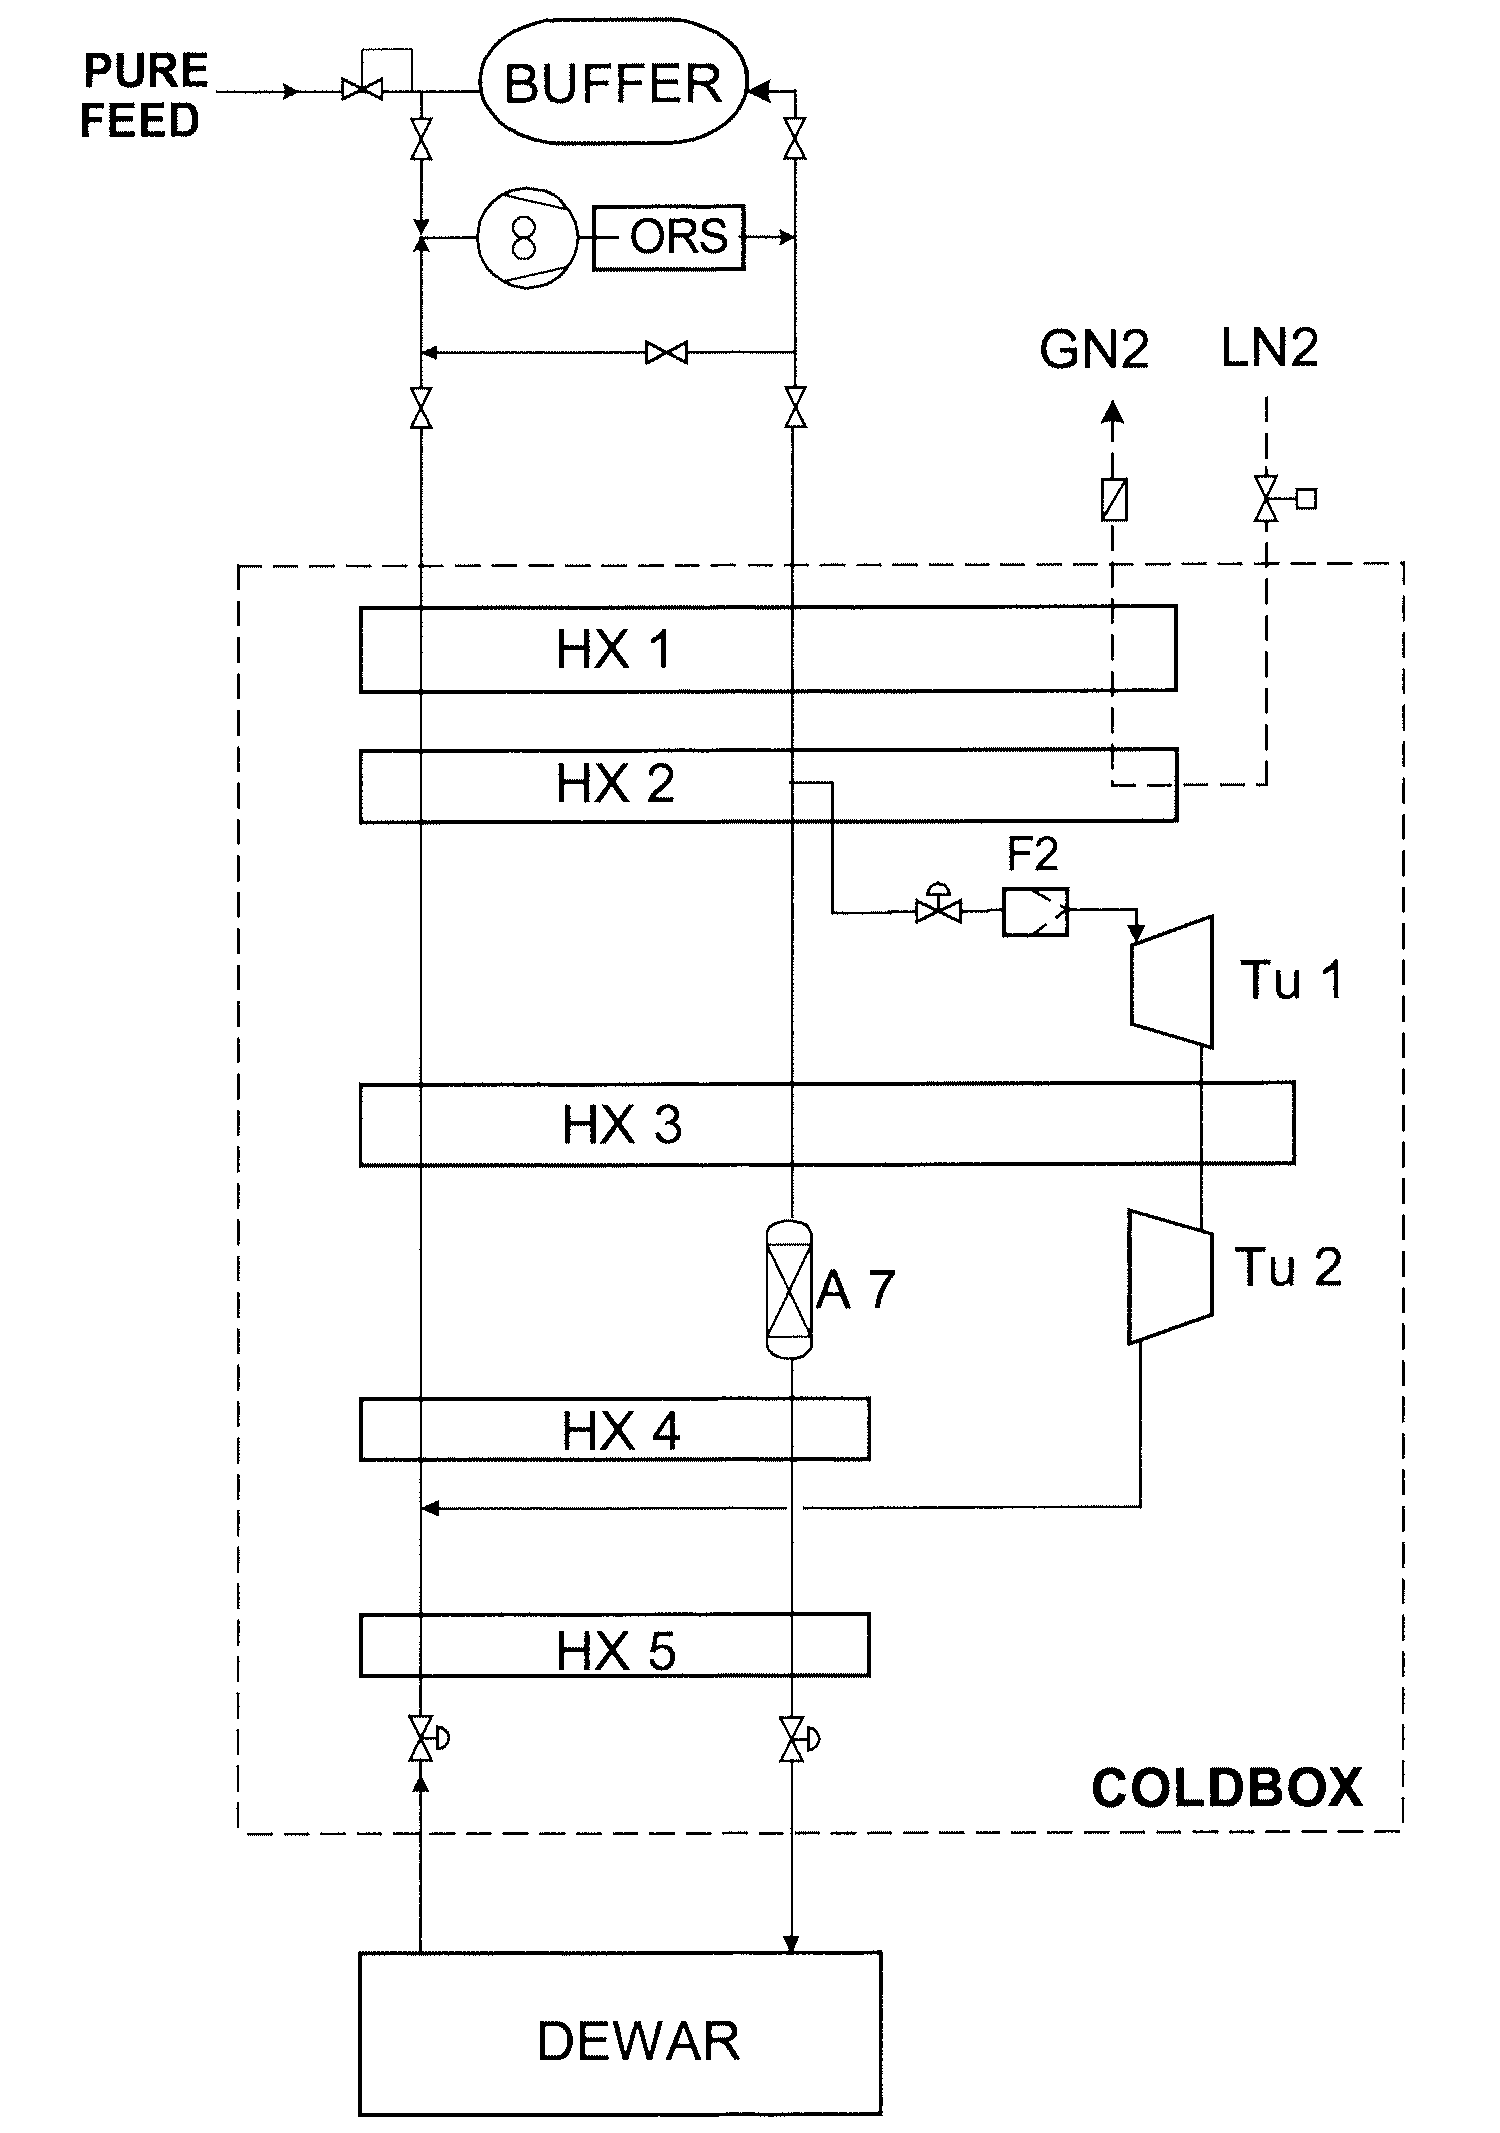 PURE
FEED
BUFFER
ORS
GN2
LN2
HX 1
HX 2
F2
Tu 1
HX 3
Tu 2
A 7
HX 4
HX 5
COLDBOX
DEWAR